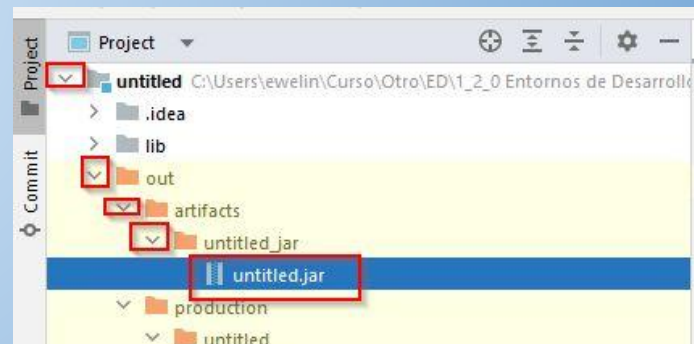 Project
Project
Commit
untitled C:\Users\ewelin\Curso\Otro\ED\1_2_0 Entornos de Desarrollo
.idea
lib
out
artifacts
untitled_jar
untitled.jar
production
untitled